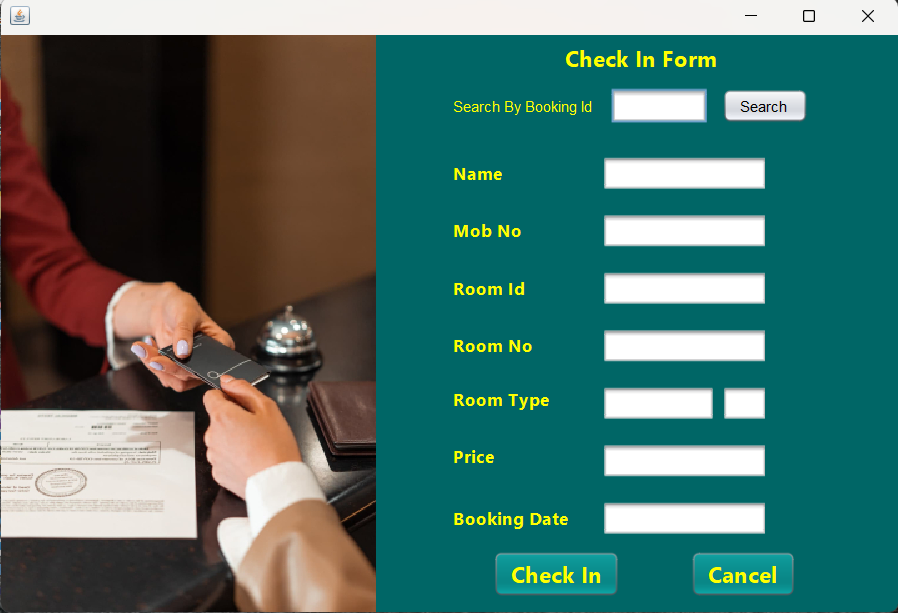 Check In Form
Search By Booking Id Search
Name
Mob No
Room Id
Room No
Room Type
Price
Booking Date
Check In Cancel